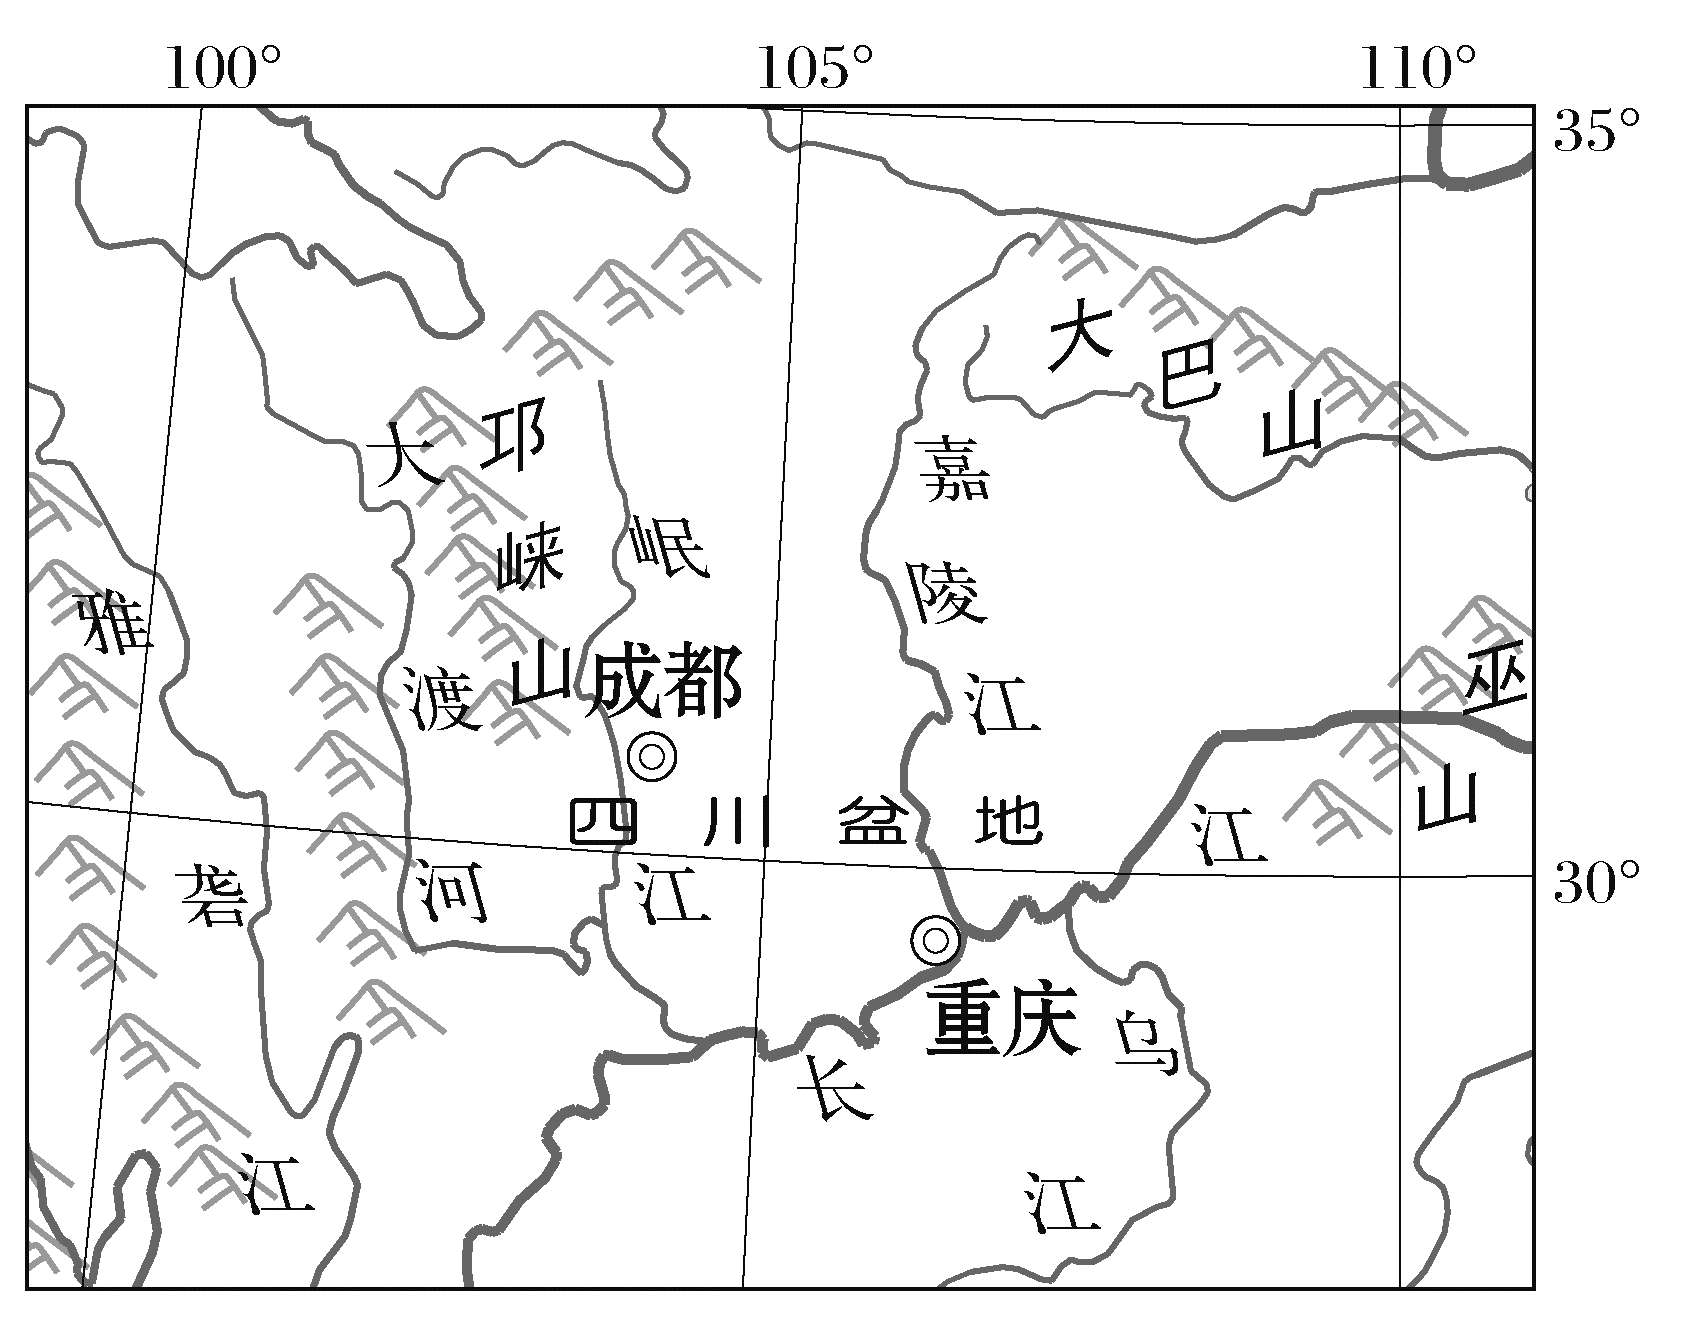 100° 105° 110°
35°
30°
大巴山
邛崃山
大渡河
岷江
嘉陵江
雅砻江
成都
四川盆地
巫山
长江
重庆
乌江